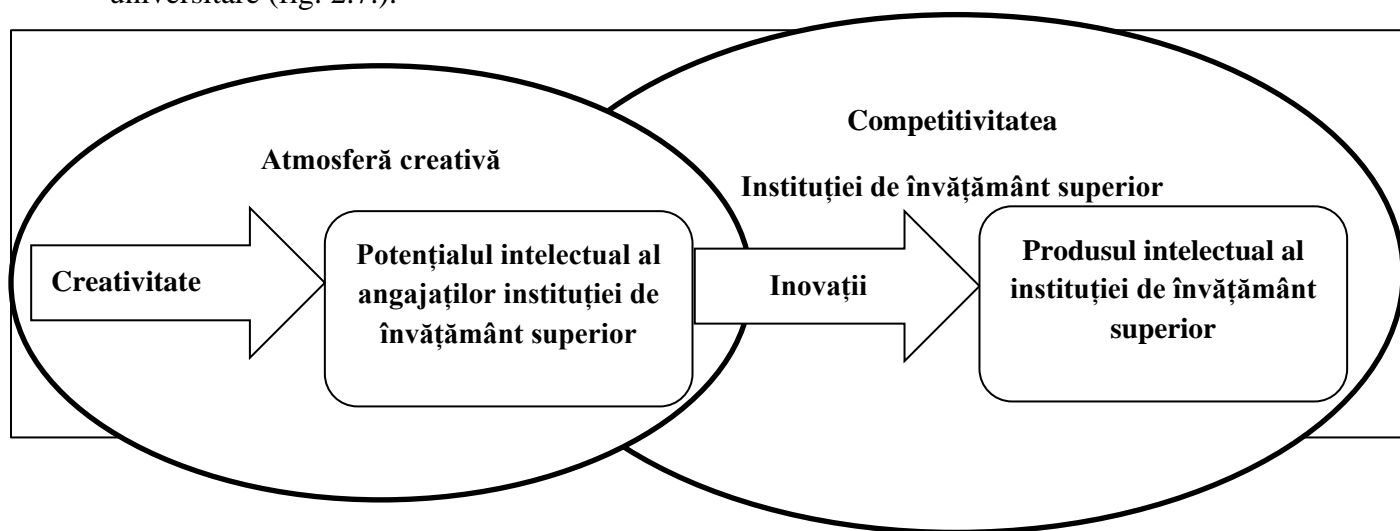 universitare (fig. 2.7.).
Competitivitatea
Atmosferă creativă
Instituției de învățământ superior
Creativitate
Potențialul intelectual al
angajaților instituției de
învățământ superior
Inovații
Produsul intelectual al
instituției de învățământ
superior